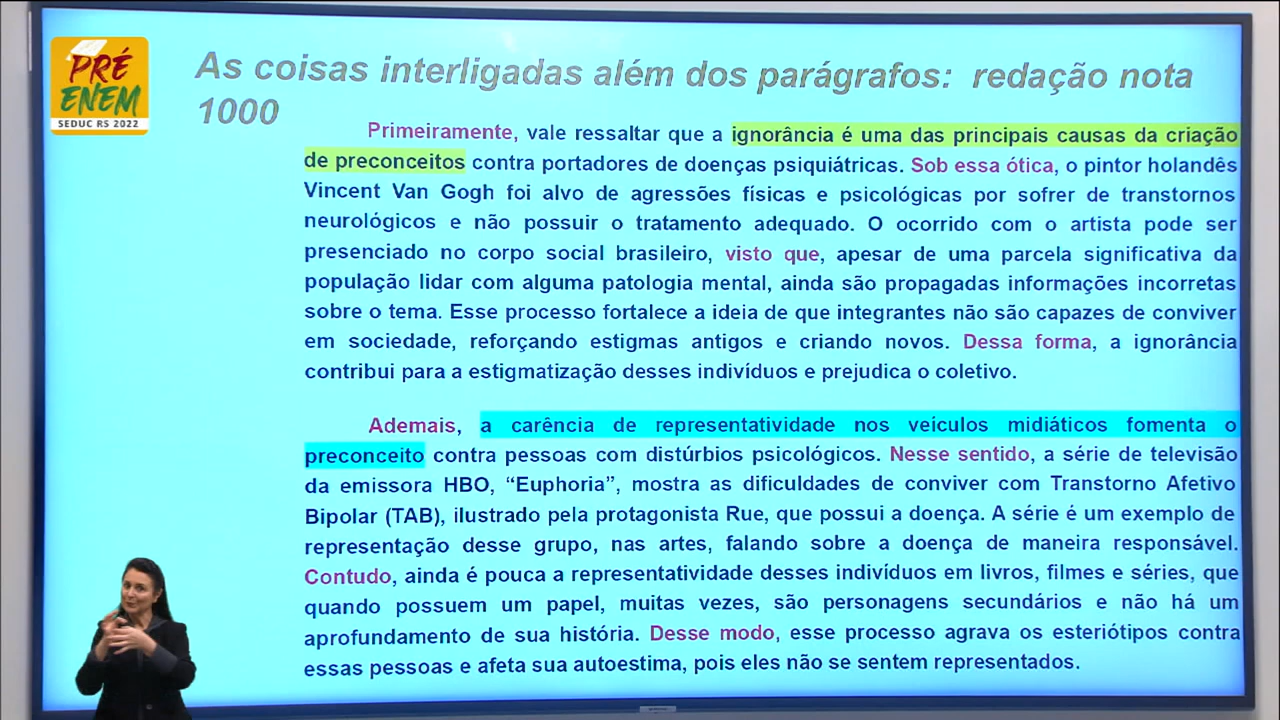 PRÉ
ENEM
SEDUC RS 2022
As coisas interligadas além dos parágrafos: redação nota
1000
Primeiramente, vale ressaltar que a ignorância é uma das principais causas da criação
de preconceitos contra portadores de doenças psiquiátricas. Sob essa ótica, o pintor holandês
Vincent Van Gogh foi alvo de agressões físicas e psicológicas por sofrer de transtornos
neurológicos e não possuir o tratamento adequado. O ocorrido com o artista pode ser
presenciado no corpo social brasileiro, visto que, apesar de uma parcela significativa da
população lidar com alguma patologia mental, ainda são propagadas informações incorretas
sobre o tema. Esse processo fortalece a ideia de que integrantes não são capazes de conviver
em sociedade, reforçando estigmas antigos e criando novos. Dessa forma, a ignorância
contribui para a estigmatização desses indivíduos e prejudica o coletivo.
Ademais, a carência de representatividade nos veículos midiáticos fomenta o
preconceito contra pessoas com distúrbios psicológicos. Nesse sentido, a série de televisão
da emissora HBO, “Euphoria”, mostra as dificuldades de conviver com Transtorno Afetivo
Bipolar (TAB), ilustrado pela protagonista Rue, que possui a doença. A série é um exemplo de
representação desse grupo, nas artes, falando sobre a doença de maneira responsável.
Contudo, ainda é pouca a representatividade desses indivíduos em livros, filmes e séries, que
quando possuem um papel, muitas vezes, são personagens secundários e não há um
aprofundamento de sua história. Desse modo, esse processo agrava os esteriótipos contra
essas pessoas e afeta sua autoestima, pois eles não se sentem representados.